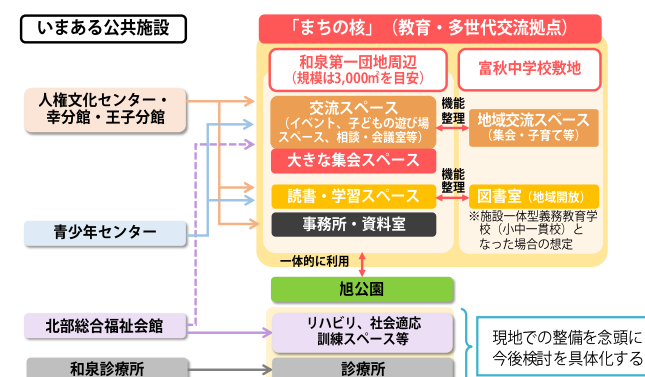 いまある公共施設
「まちの核」（教育・多世代交流拠点）
和泉第一団地周辺
（規模は3,000㎡を目安）
富秋中学校敷地
人権文化センター・
幸分館・王子分館
交流スペース
（イベント、子どもの遊び場
スペース、相談・会議室等）
機能
整理
地域交流スペース
（集会・子育て等）
大きな集会スペース
読書・学習スペース
機能
整理
図書室（地域開放）
※施設一体型義務教育学
校（小中一貫校）と
なった場合の想定
事務所・資料室
青少年センター
一体的に利用
旭公園
北部総合福祉会館
リハビリ、社会適応
訓練スペース等
現地での整備を念頭に
今後検討を具体化する
和泉診療所
診療所